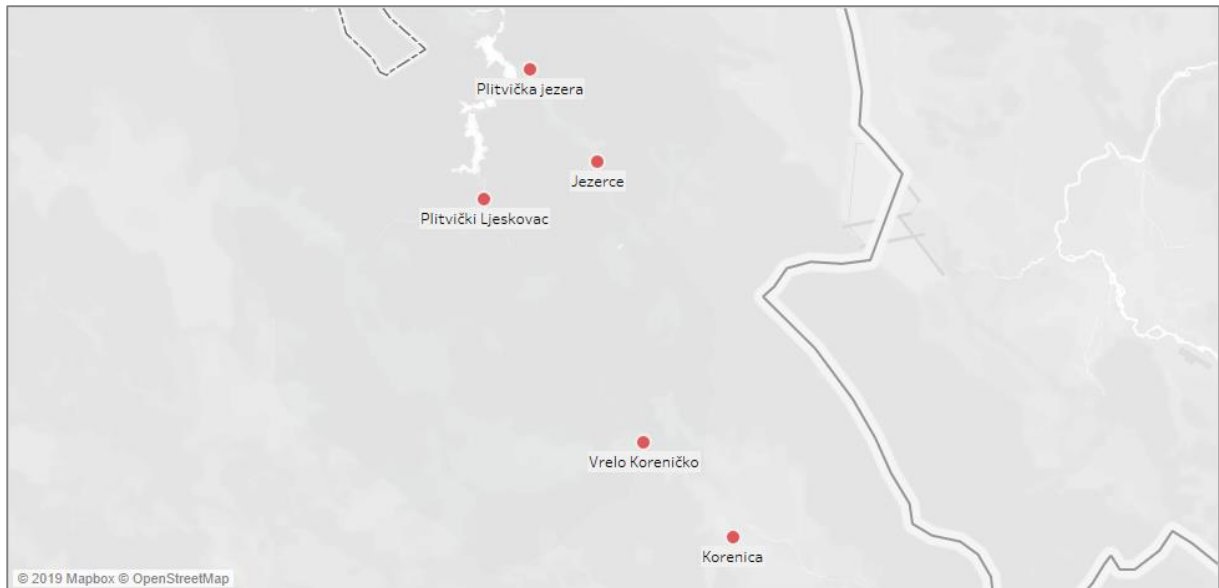 Plitvička jezera
Jezerce
Plitvički Ljeskovac
Vrelo Koreničko
Korenica
© 2019 Mapbox © OpenStreetMap